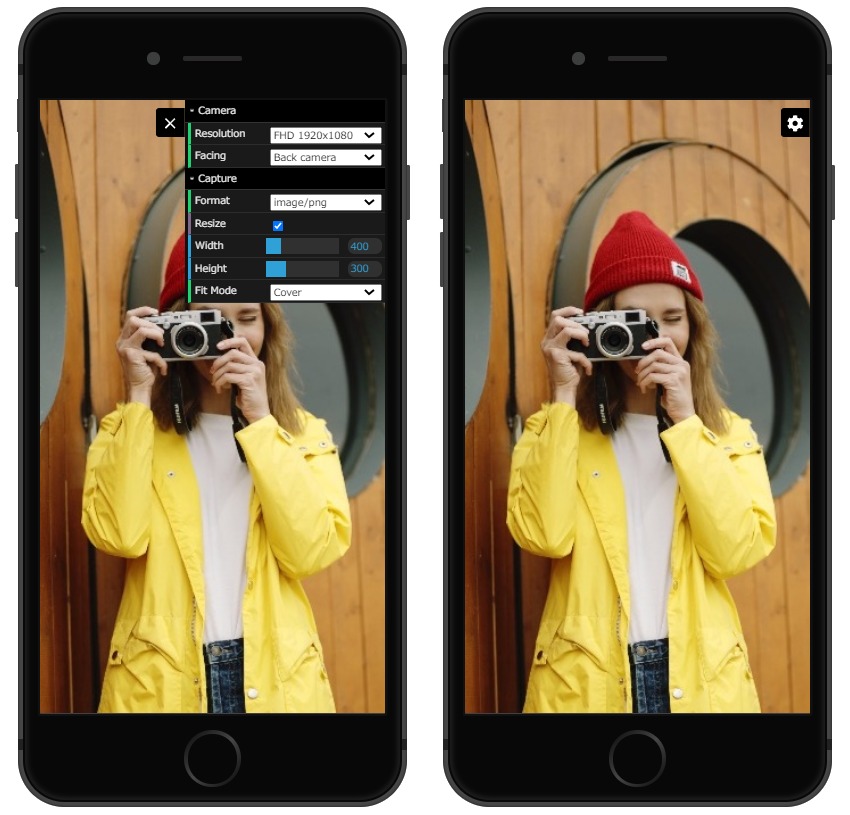 Camera
Resolution FHD 1920x1080
Facing Back camera
Capture
Format image/png
Resize
Width 400
Height 300
Fit Mode Cover